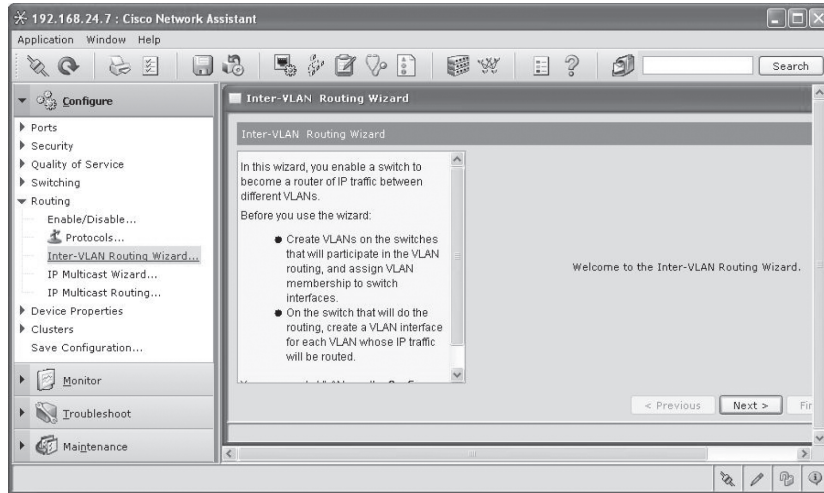 192.168.24.7 : Cisco Network Assistant
Application Window Help
Search
Configure
Ports
Security
Quality of Service
Switching
Routing
Enable/Disable...
Protocols...
Inter-VLAN Routing Wizard...
IP Multicast Wizard...
IP Multicast Routing...
Device Properties
Clusters
Save Configuration...
Monitor
Troubleshoot
Maintenance
Inter-VLAN Routing Wizard
Inter-VLAN Routing Wizard
In this wizard, you enable a switch to
become a router of IP traffic between
different VLANs.
Before you use the wizard:
● Create VLANs on the switches
that will participate in the VLAN
routing, and assign VLAN
membership to switch
interfaces.
● On the switch that will do the
routing, create a VLAN interface
for each VLAN whose IP traffic
will be routed.
Welcome to the Inter-VLAN Routing Wizard.
< Previous Next > Fi